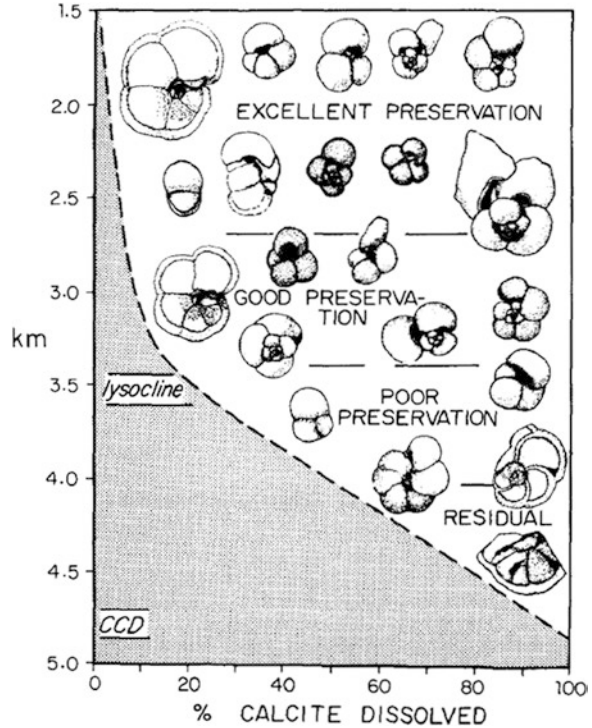 1.5
2.0
EXCELLENT PRESERVATION
2.5
3.0
GOOD PRESERVA-
TION
km
3.5
lysocline
POOR
PRESERVATION
4.0
RESIDUAL
4.5
CCD
5.0
0 20 40 60 80 100
% CALCITE DISSOLVED